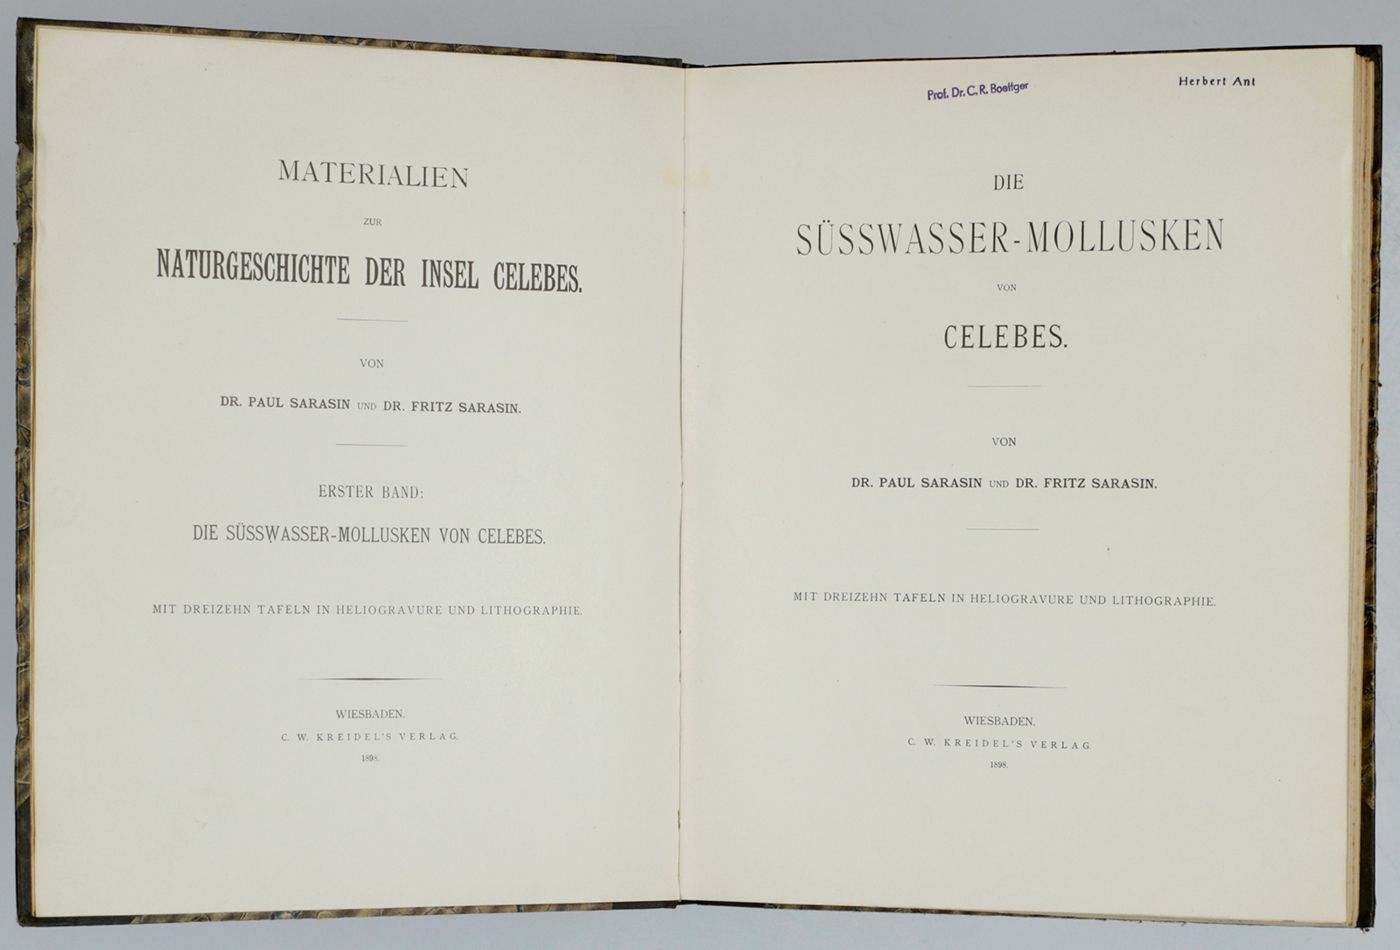 MATERIALIEN
ZUR
NATURGESCHICHTE DER INSEL CELEBES.
VON
DR. PAUL SARASIN UND DR. FRITZ SARASIN.
ERSTER BAND:
DIE SÜSSWASSER-MOLLUSKEN VON CELEBES.
MIT DREIZEHN TAFELN IN HELIOGRAVURE UND LITHOGRAPHIE.
WIESBADEN.
C. W. KREIDEL'S VERLAG.
1898.
Prof. Dr. C. R. Boettger
Herbert Ant
DIE
SÜSSWASSER-MOLLUSKEN
VON
CELEBES.
VON
DR. PAUL SARASIN UND DR. FRITZ SARASIN.
MIT DREIZEHN TAFELN IN HELIOGRAVURE UND LITHOGRAPHIE.
WIESBADEN.
C. W. KREIDEL'S VERLAG.
1898.